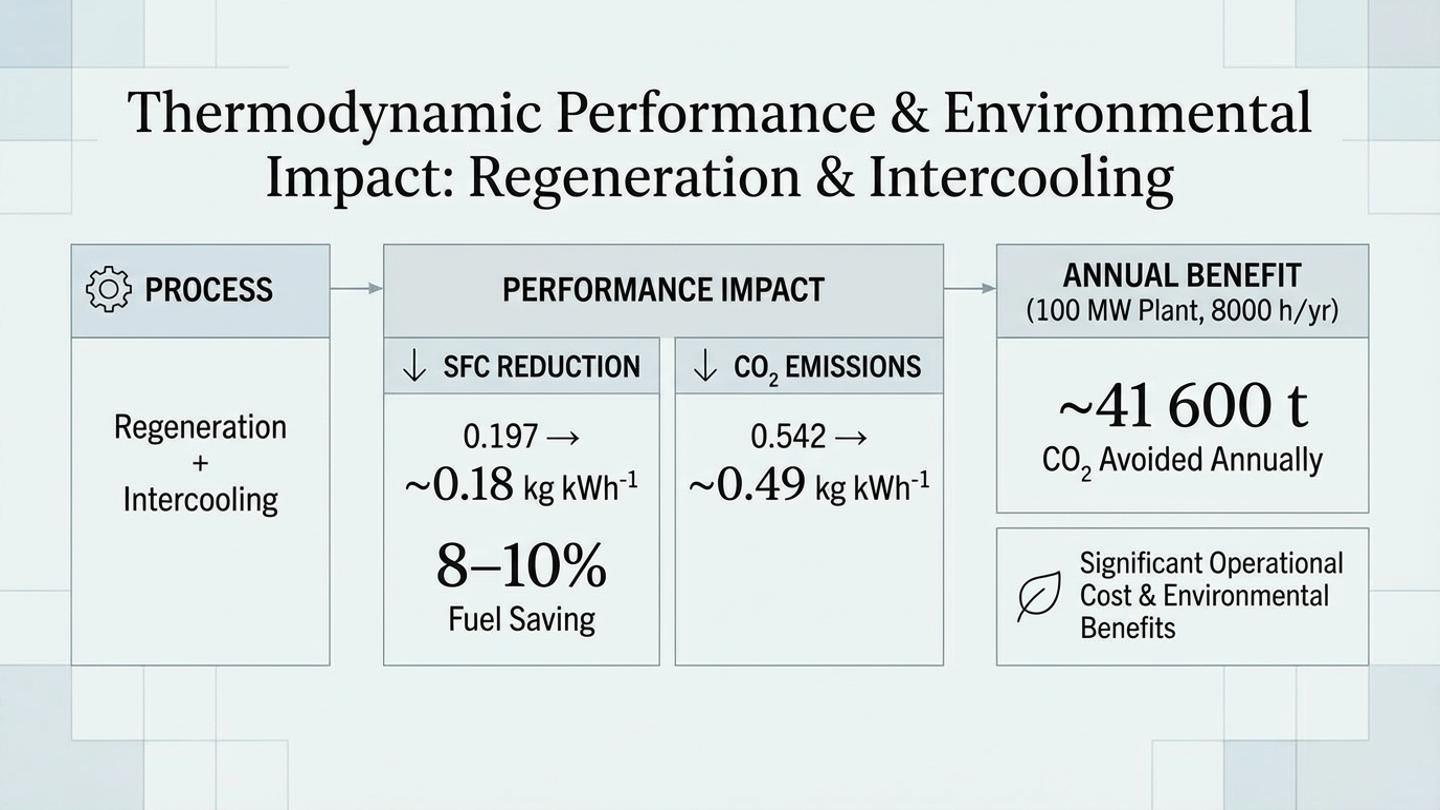 Thermodynamic Performance & Environmental
Impact: Regeneration & Intercooling
PROCESS
Regeneration
+
Intercooling
PERFORMANCE IMPACT
↓ SFC REDUCTION
0.197 →
~0.18 kg kWh⁻¹
8–10%
Fuel Saving
↓ CO₂ EMISSIONS
0.542 →
~0.49 kg kWh⁻¹
ANNUAL BENEFIT
(100 MW Plant, 8000 h/yr)
~41 600 t
CO₂ Avoided Annually
Significant Operational
Cost & Environmental
Benefits